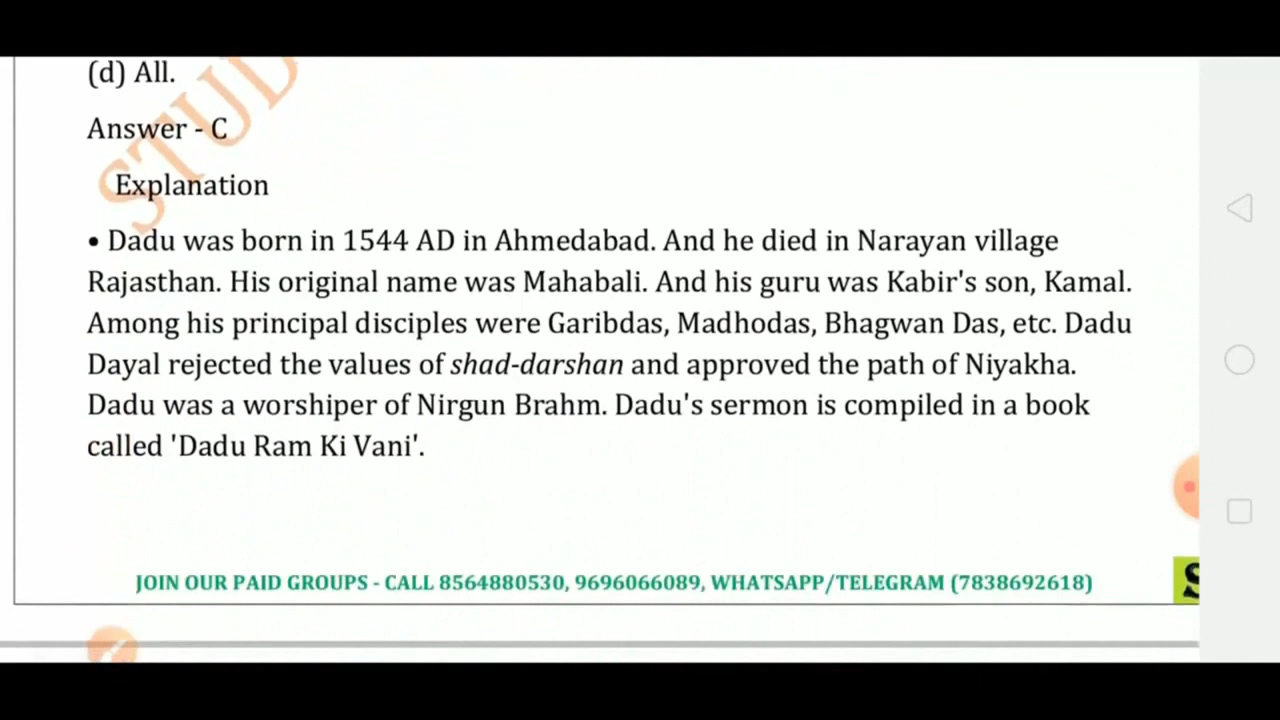 (d) All.
Answer - C
Explanation
• Dadu was born in 1544 AD in Ahmedabad. And he died in Narayan village
Rajasthan. His original name was Mahabali. And his guru was Kabir's son, Kamal.
Among his principal disciples were Garibdas, Madhodas, Bhagwan Das, etc. Dadu
Dayal rejected the values of shad-darshan and approved the path of Niyakha.
Dadu was a worshiper of Nirgun Brahm. Dadu's sermon is compiled in a book
called 'Dadu Ram Ki Vani'.
JOIN OUR PAID GROUPS - CALL 8564880530, 9696066089, WHATSAPP/TELEGRAM (7838692618)
STUD
S